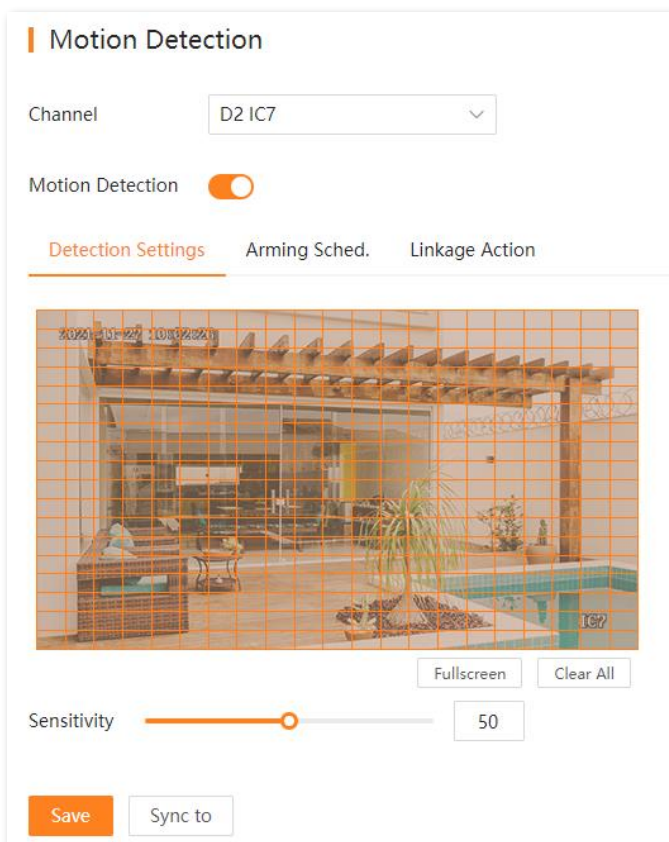 Motion Detection
Channel D2 IC7
Motion Detection
Detection Settings Arming Sched. Linkage Action
IC7
Fullscreen Clear All
Sensitivity 50
Save Sync to